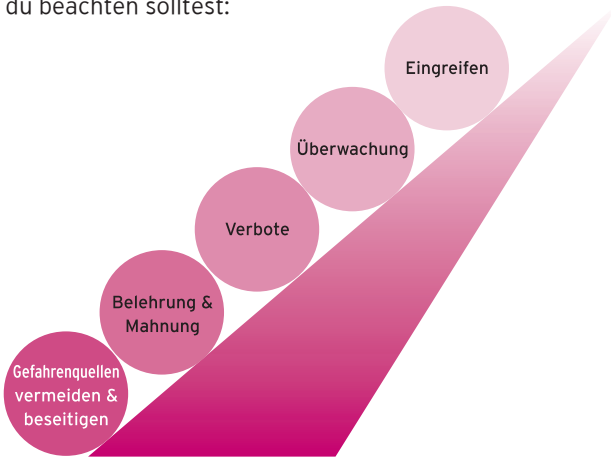 du beachten solltest:
Eingreifen
Überwachung
Verbote
Belehrung &
Mahnung
Gefahrenquellen
vermeiden &
beseitigen